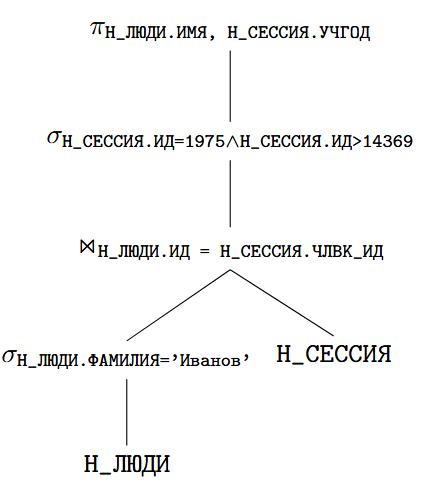 πН_ЛЮДИ.ИМЯ, Н_СЕССИЯ.УЧГОД
σН_СЕССИЯ.ИД=1975∧Н_СЕССИЯ.ИД>14369
⋈Н_ЛЮДИ.ИД = Н_СЕССИЯ.ЧЛВК_ИД
σН_ЛЮДИ.ФАМИЛИЯ=’Иванов’
Н_СЕССИЯ
Н_ЛЮДИ